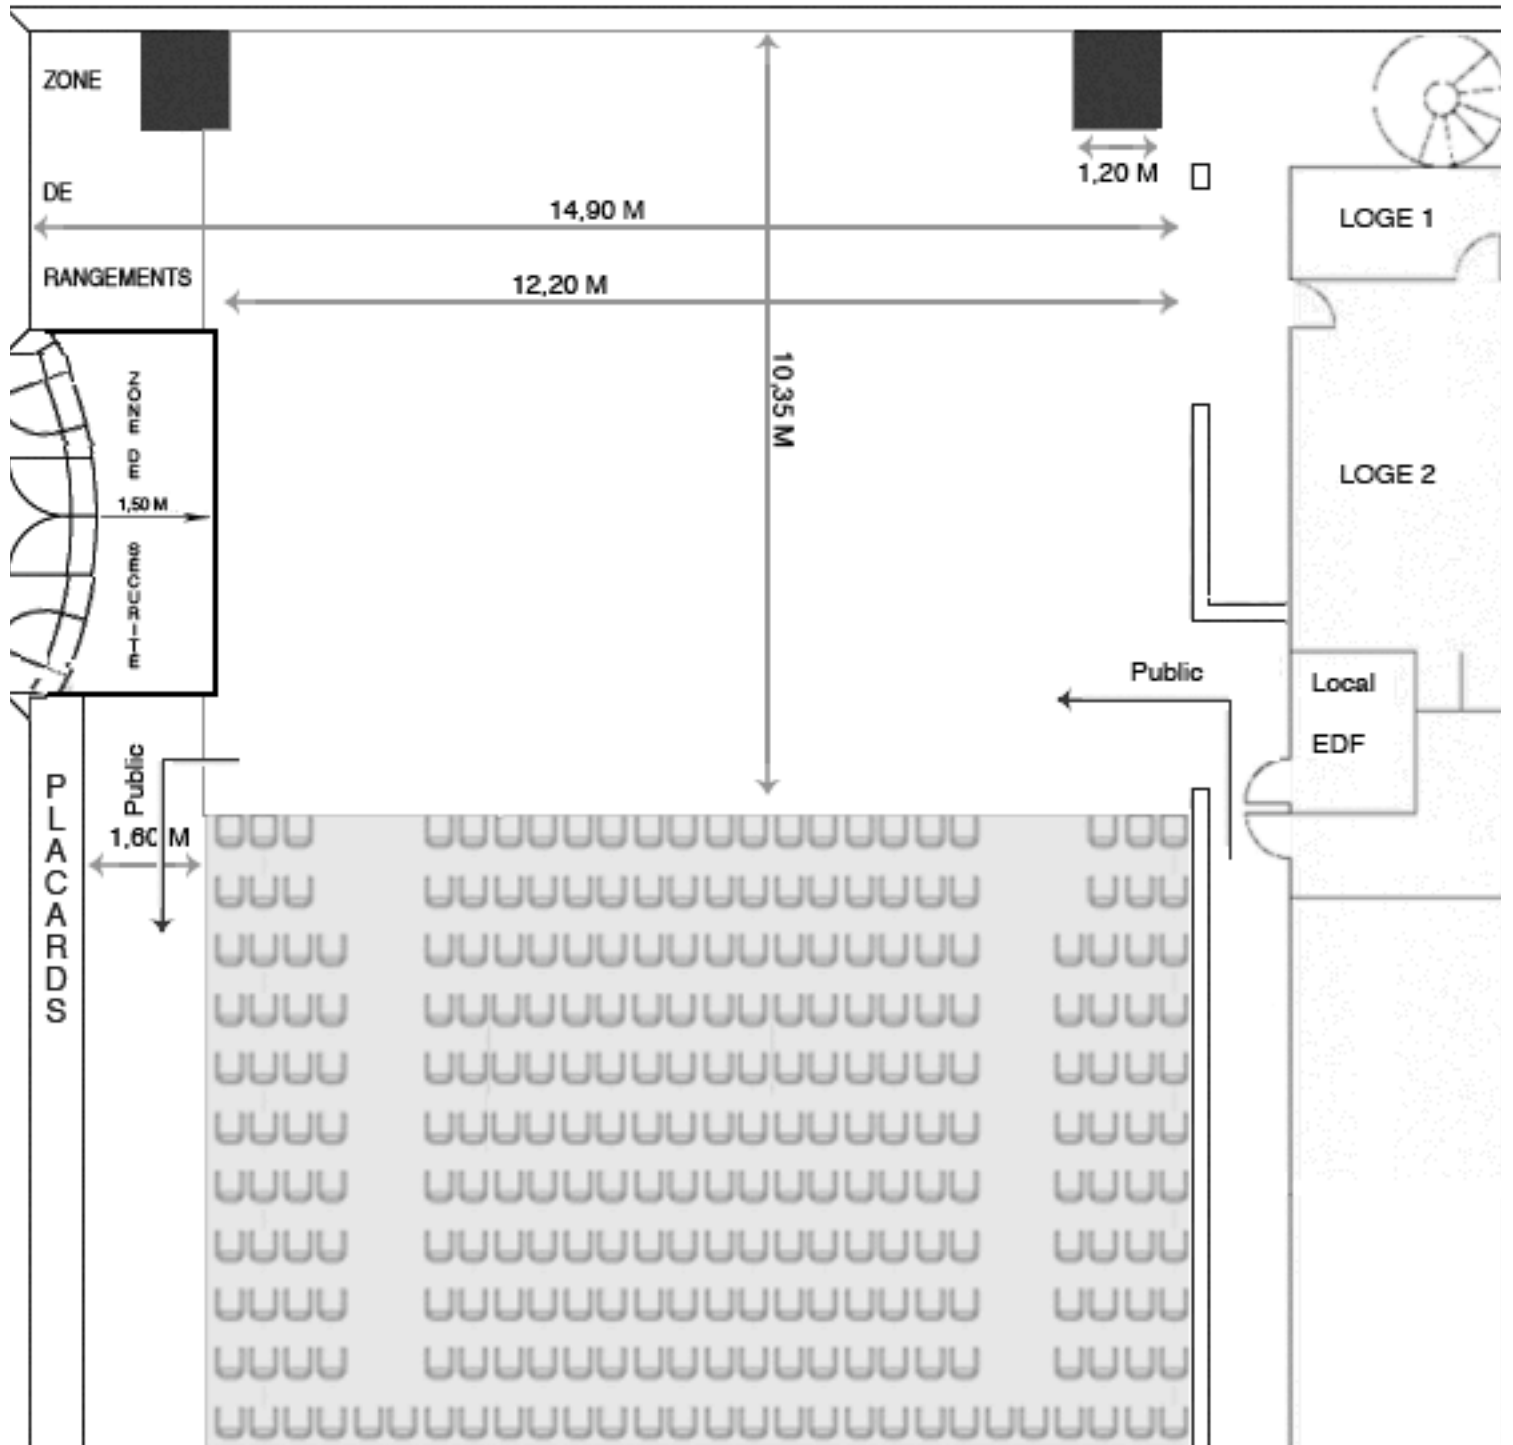 ZONE
DE
RANGEMENTS
1,20 M
14,90 M
12,20 M
10,35 M
LOGE 1
LOGE 2
ZONE DE SECURITE
1,50 M
Public
Local
EDF
Public
1,60 M
PLACARDS